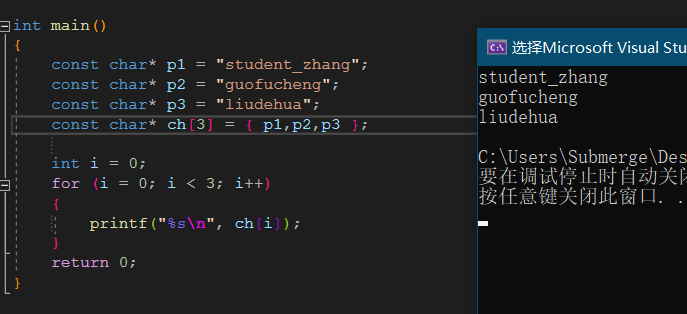 int main()
{
const char* p1 = "student_zhang";
const char* p2 = "guofucheng";
const char* p3 = "liudehua";
const char* ch[3] = { p1,p2,p3 };
int i = 0;
for (i = 0; i < 3; i++)
{
printf("%s\n", ch[i]);
}
return 0;
}
选择Microsoft Visual Stu
student_zhang
guofucheng
liudehua
C:\Users\Submerge\Des
要在调试停止时自动关闭
按任意键关闭此窗口. .